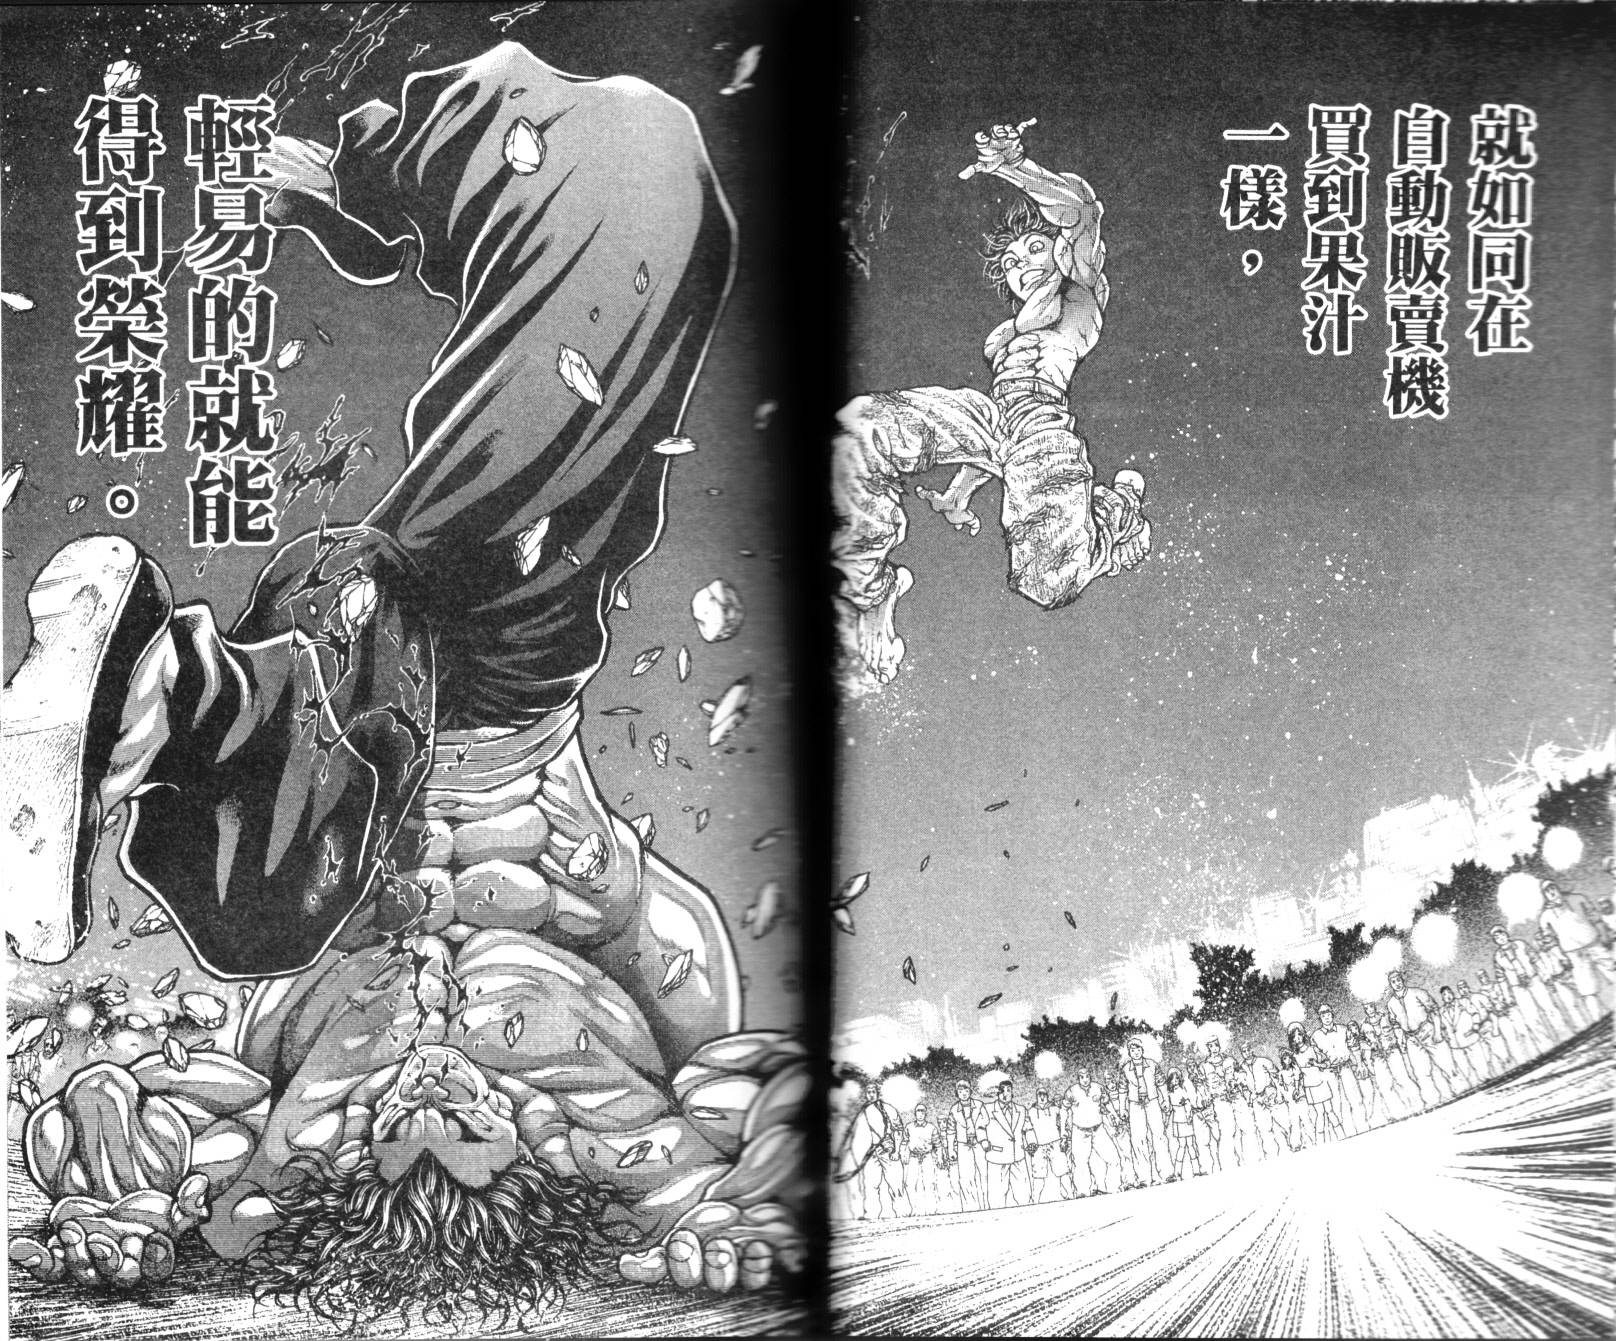 就如同在
自動販賣機
買到果汁
一樣，
輕易的就能
得到榮耀。